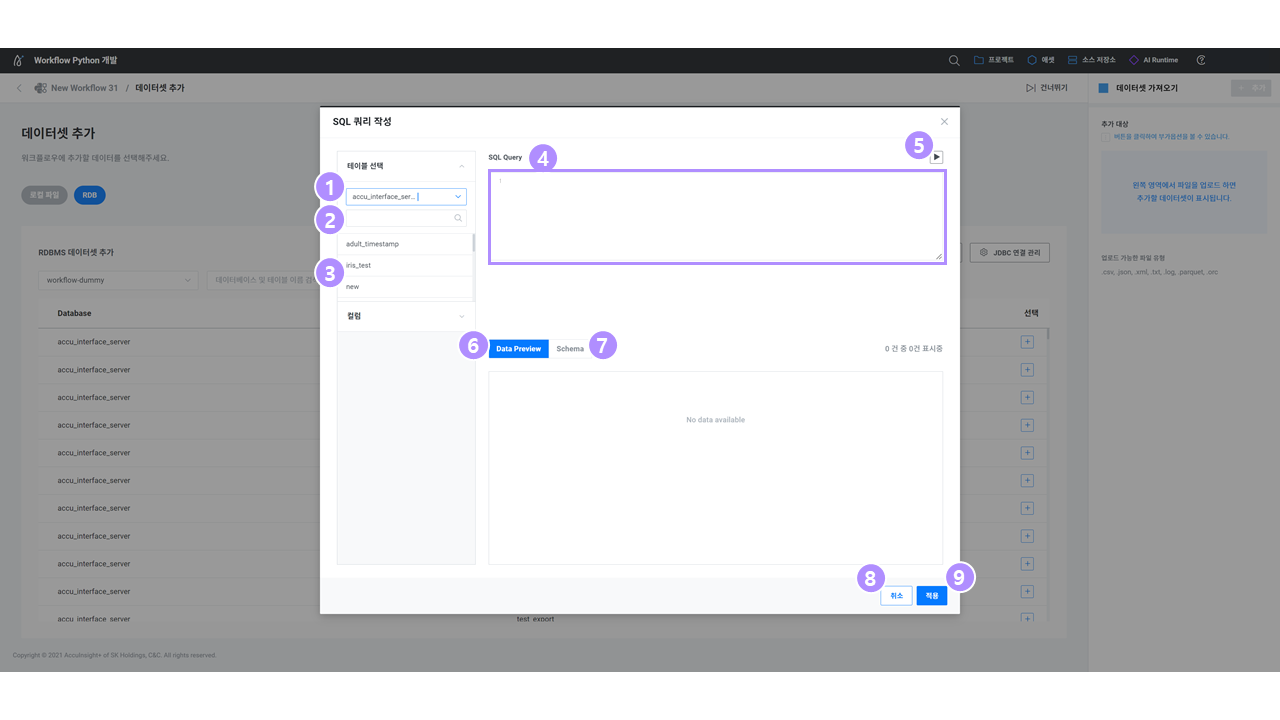 Workflow Python 개발
프로젝트
에셋
소스 저장소
AI Runtime
New Workflow 31 / 데이터셋 추가
건너뛰기
데이터셋 가져오기
추가
데이터셋 추가
워크플로우에 추가할 데이터를 선택해주세요.
로컬 파일
RDB
RDBMS 데이터셋 추가
workflow-dummy
데이터베이스 및 테이블 이름 검
JDBC 연결 관리
Database
선택
accu_interface_server
accu_interface_server
accu_interface_server
accu_interface_server
accu_interface_server
accu_interface_server
accu_interface_server
accu_interface_server
accu_interface_server
accu_interface_server
accu_interface_server
test_export
Copyright © 2021 AccuInsight+ of SK Holdings, C&C. All rights reserved.
추가 대상
버튼을 클릭하여 부가옵션을 볼 수 있습니다.
왼쪽 영역에서 파일을 업로드 하면
추가할 데이터셋이 표시됩니다.
업로드 가능한 파일 유형
.csv, .json, .xml, .txt, .log, .parquet, .orc
SQL 쿼리 작성
테이블 선택
1
accu_interface_ser...
2
adult_timestamp
3
iris_test
new
컬럼
SQL Query
4
5
1
6
Data Preview
Schema
7
0 건 중 0건 표시중
No data available
8
9
취소
적용